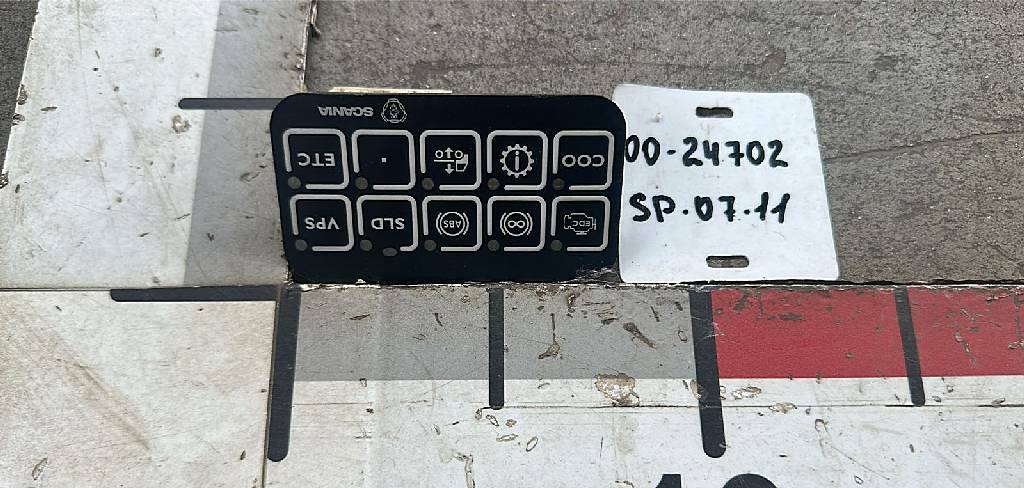 EDC ABS SLD VPS
COO ETC
SCANIA
00-24702
SP.07.11